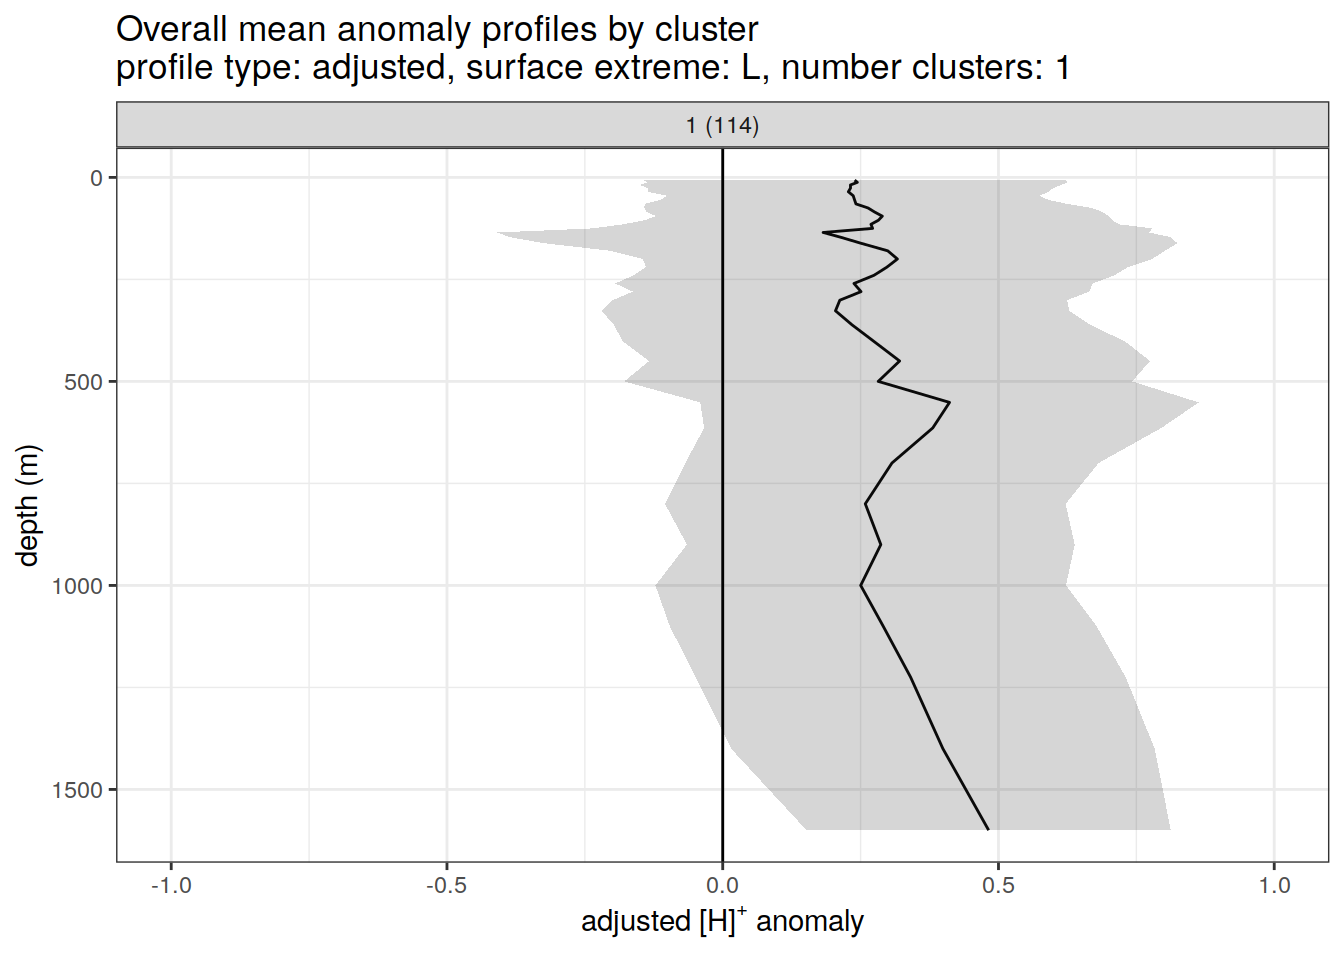 Overall mean anomaly profiles by cluster
profile type: adjusted, surface extreme: L, number clusters: 1
1 (114)
0
500
1000
1500
depth (m)
-1.0
-0.5
0.0
0.5
1.0
adjusted [H]⁺ anomaly